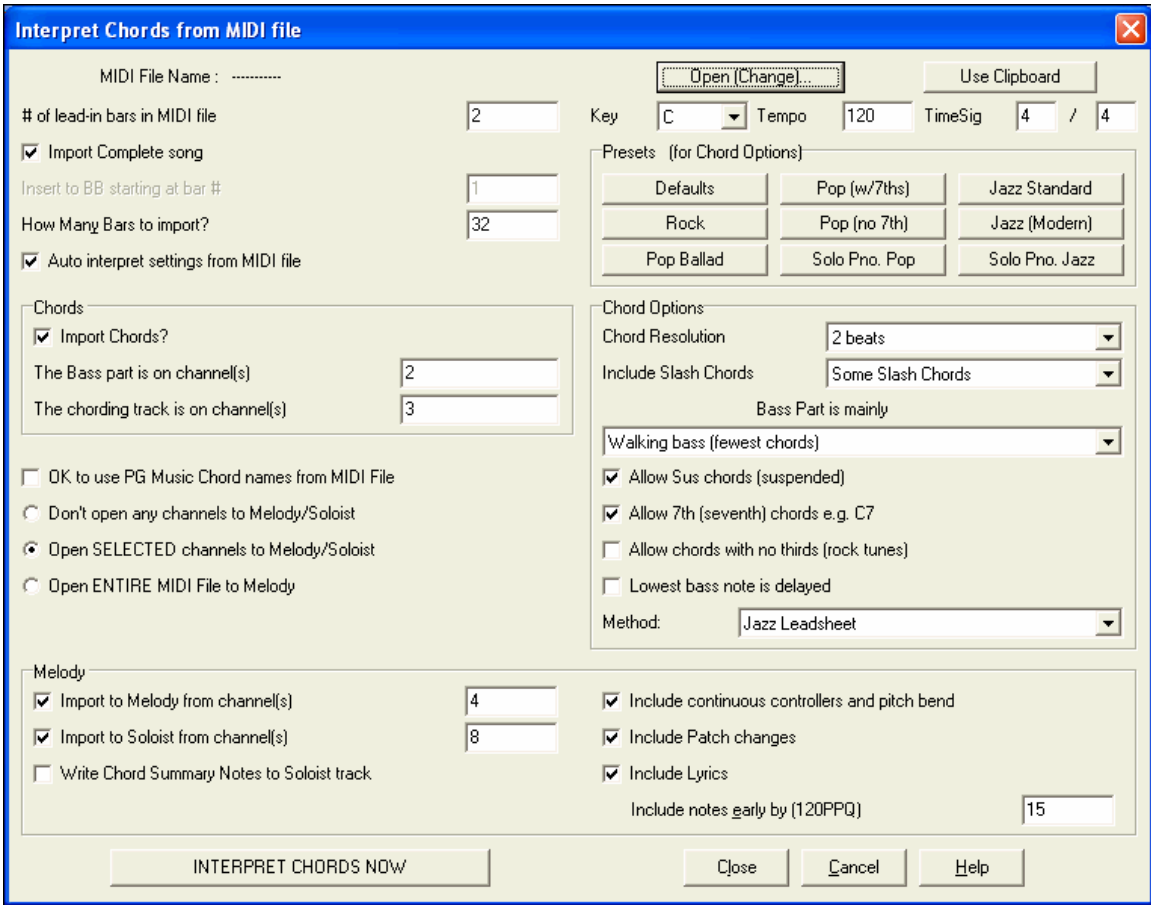 Interpret Chords from MIDI file
MIDI File Name : -----------
Open (Change)...
Use Clipboard
# of lead-in bars in MIDI file 2
Key C Tempo 120 TimeSig 4 / 4
Import Complete song
Insert to BB starting at bar # 1
How Many Bars to import? 32
Auto interpret settings from MIDI file
Presets (for Chord Options)
Defaults Pop (w/7ths) Jazz Standard
Rock Pop (no 7th) Jazz (Modern)
Pop Ballad Solo Pno. Pop Solo Pno. Jazz
Chords
Import Chords?
The Bass part is on channel(s) 2
The chording track is on channel(s) 3
OK to use PG Music Chord names from MIDI File
Don't open any channels to Melody/Soloist
Open SELECTED channels to Melody/Soloist
Open ENTIRE MIDI File to Melody
Chord Options
Chord Resolution 2 beats
Include Slash Chords Some Slash Chords
Bass Part is mainly
Walking bass (fewest chords)
Allow Sus chords (suspended)
Allow 7th (seventh) chords e.g. C7
Allow chords with no thirds (rock tunes)
Lowest bass note is delayed
Method: Jazz Leadsheet
Melody
Import to Melody from channel(s) 4
Import to Soloist from channel(s) 8
Write Chord Summary Notes to Soloist track
Include continuous controllers and pitch bend
Include Patch changes
Include Lyrics
Include notes early by (120PPQ) 15
INTERPRET CHORDS NOW
Close
Cancel
Help